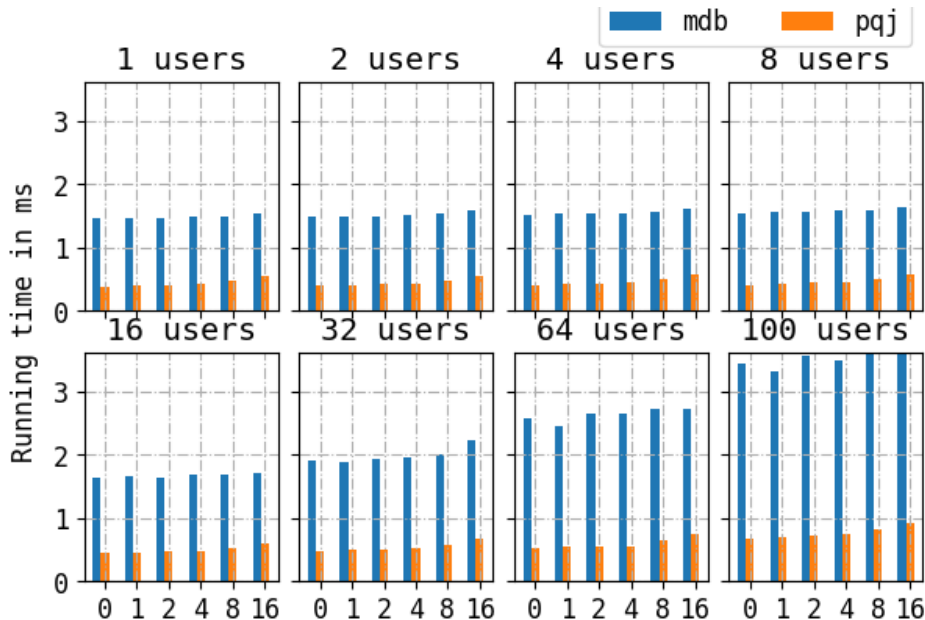 mdb pqj
1 users 2 users 4 users 8 users
3
2
1
0
16 users 32 users 64 users 100 users
3
2
1
0
0 1 2 4 8 16 0 1 2 4 8 16 0 1 2 4 8 16 0 1 2 4 8 16
Running time in ms